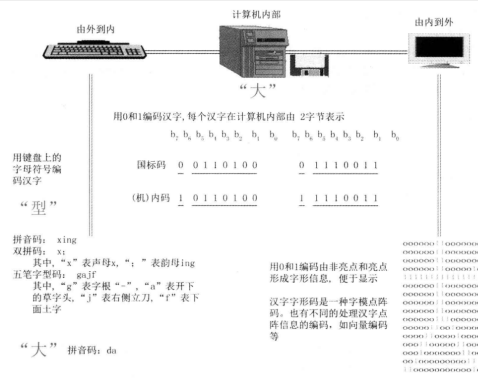 计算机内部
由外到内
由内到外
“大”
用0和1编码汉字,每个汉字在计算机内部由 2字节表示
b7 b6 b5 b4 b3 b2 b1 b0 b7 b6 b5 b4 b3 b2 b1 b0
国标码 0 0110100 0 1110011
(机)内码 1 0110100 1 1110011
用键盘上的
字母符号编
码汉字
“型”
拼音码: xing
双拼码: x;
其中,“x”表声母x,“;”表韵母ing
五笔字型码: gajf
其中,“g”表字根“-”,“a”表开下
的草字头,“j”表右侧立刀,“f”表下
面土字
“大” 拼音码:da
用0和1编码由非亮点和亮点
形成字形信息, 便于显示
汉字字形码是一种字模点阵
码。也有不同的处理汉字点
阵信息的编码, 如向量编码
等